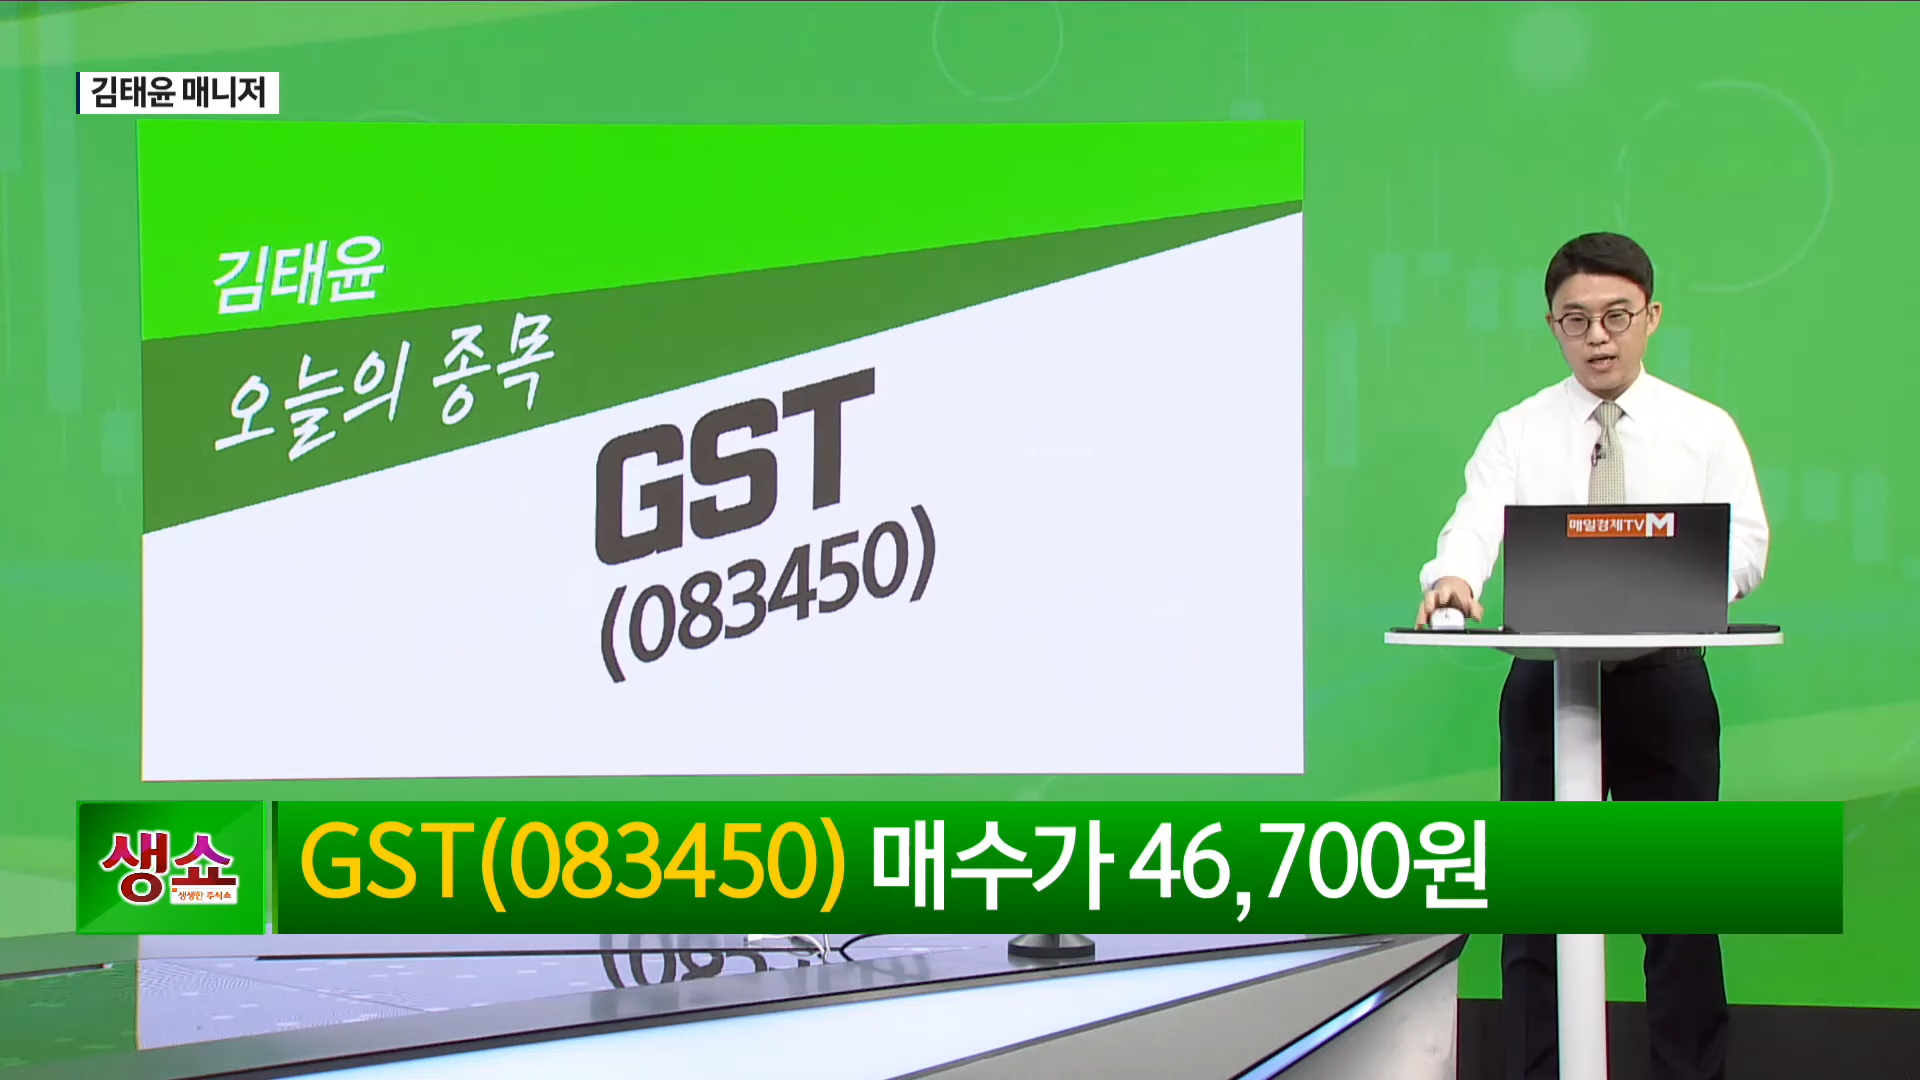 김태윤 매니저
김태윤
오늘의 종목
GST
(083450)
매일경제TV M
생쇼
생생한 주식쇼
GST(083450) 매수가 46,700원